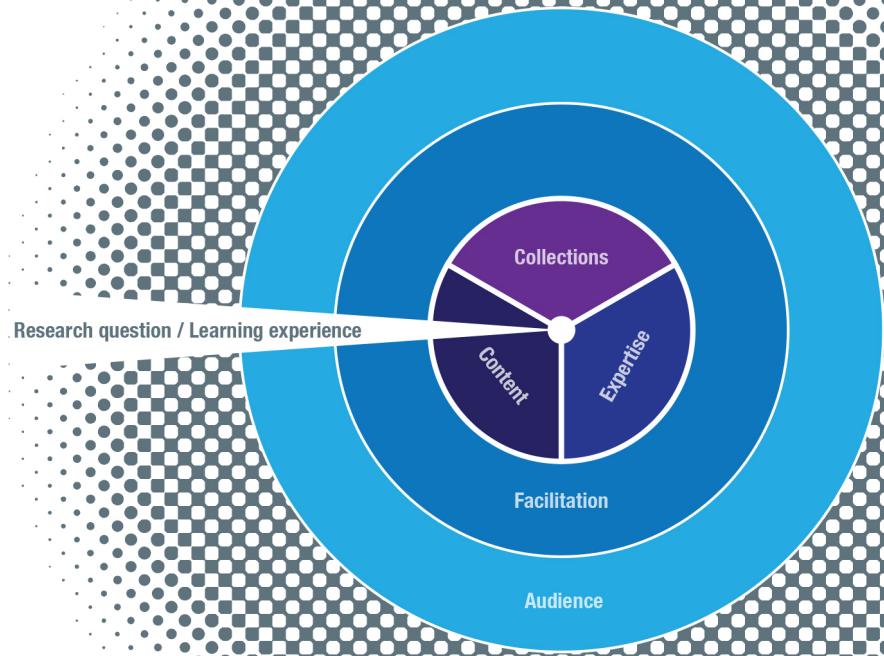 Collections
Research question / Learning experience
Content
Expertise
Facilitation
Audience